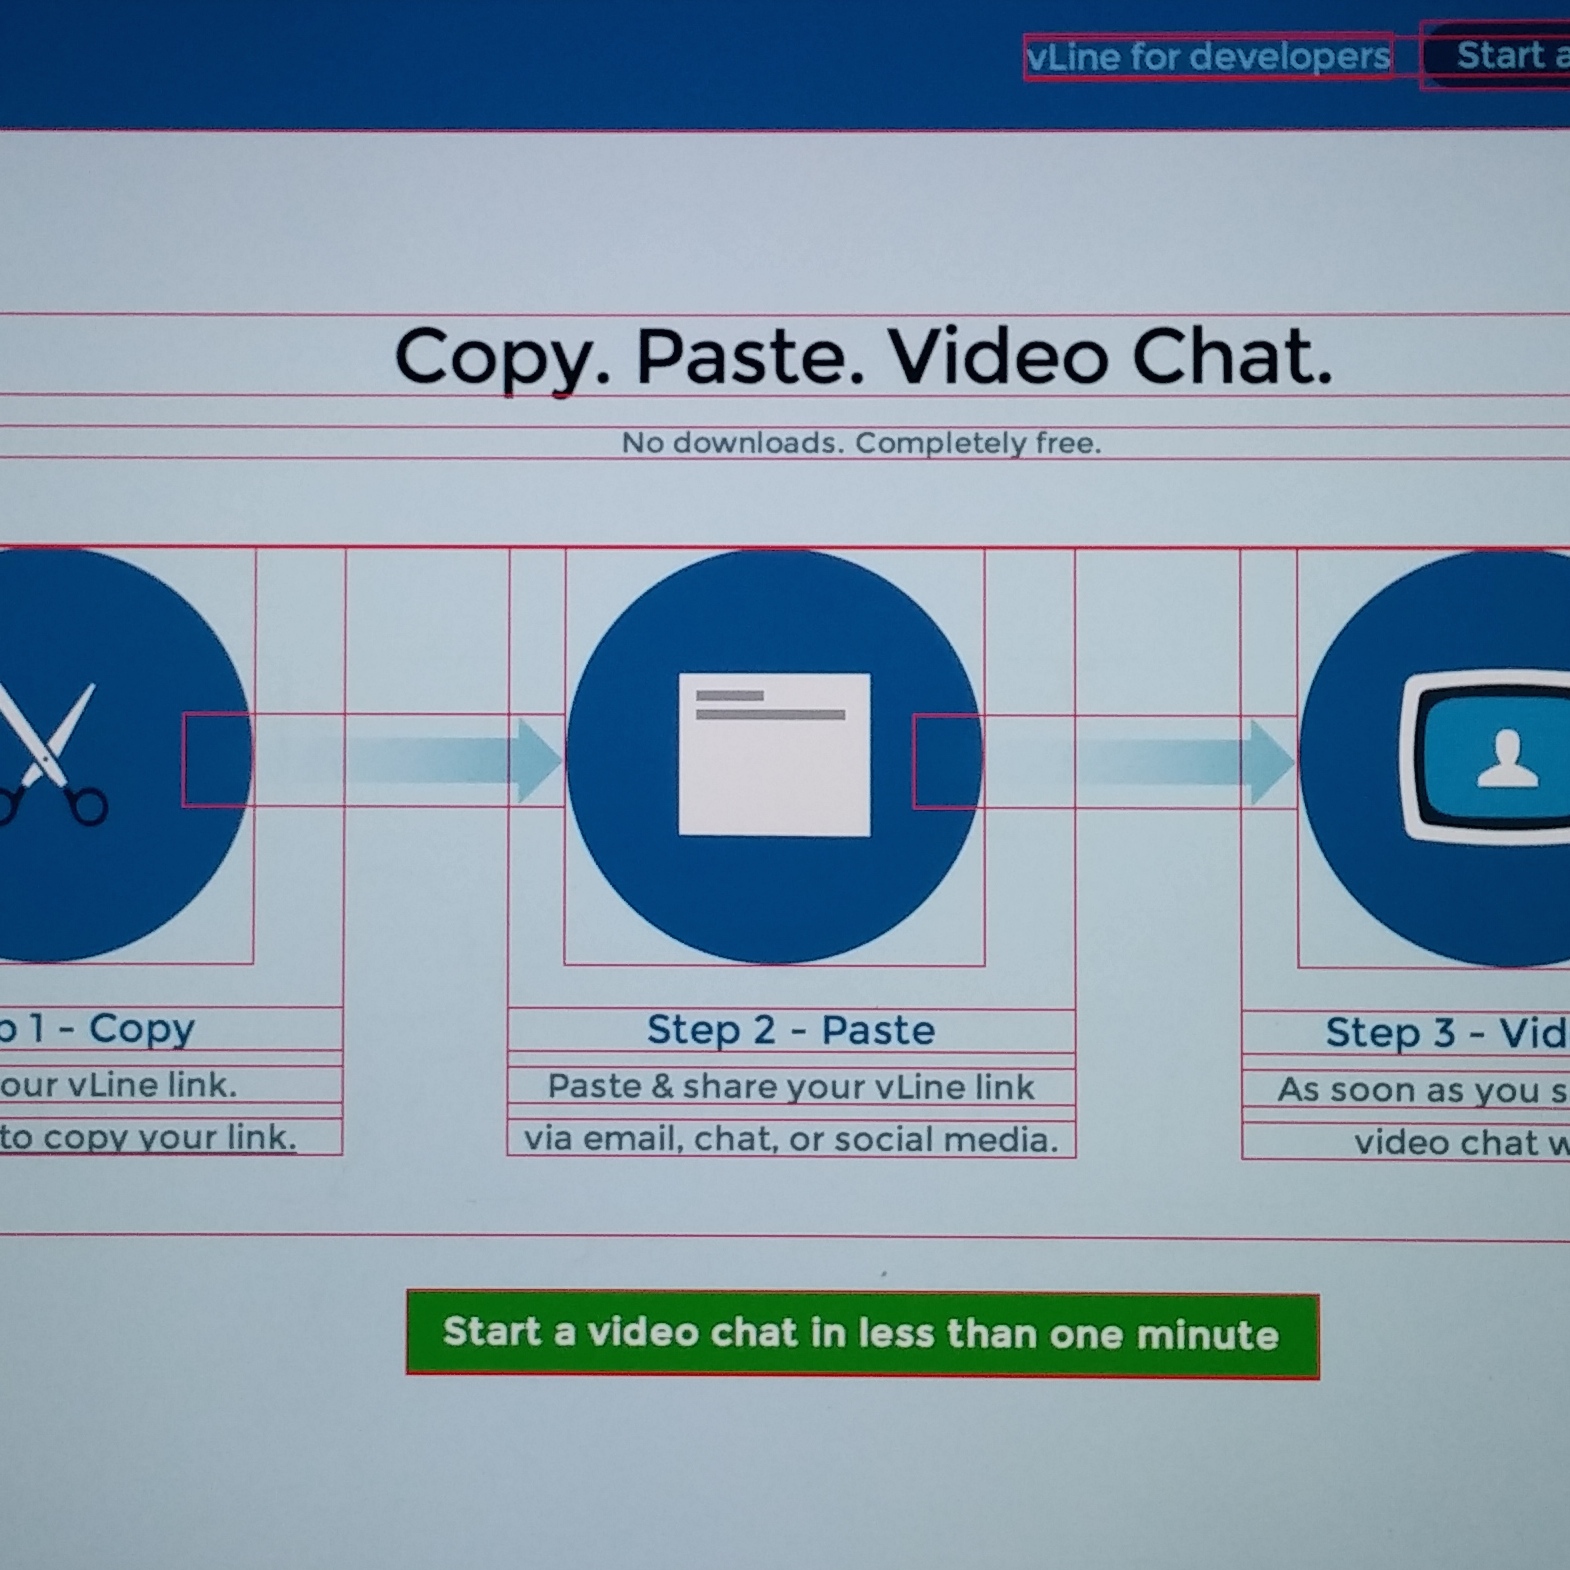 vLine for developers
Start a
Copy. Paste. Video Chat.
No downloads. Completely free.
1 - Copy
our vLine link.
to copy your link.
Step 2 - Paste
Paste & share your vLine link
via email, chat, or social media.
Step 3 - Vid
As soon as you s
video chat w
Start a video chat in less than one minute